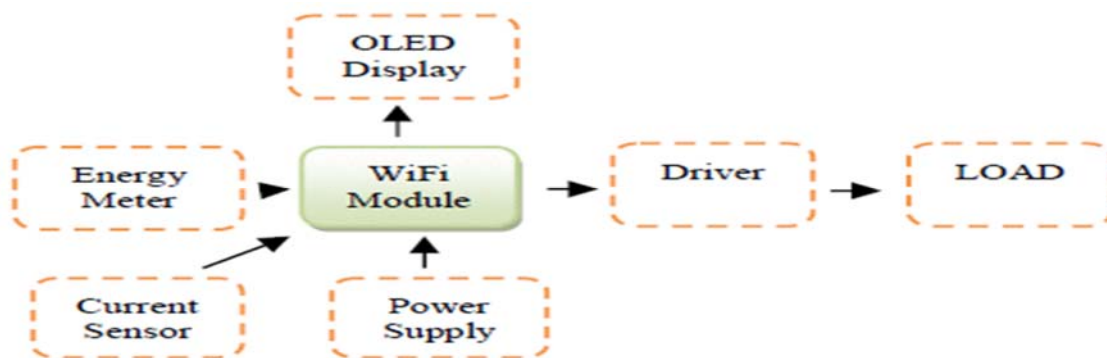 OLED
Display
Energy
Meter
WiFi
Module
Driver
LOAD
Current
Sensor
Power
Supply